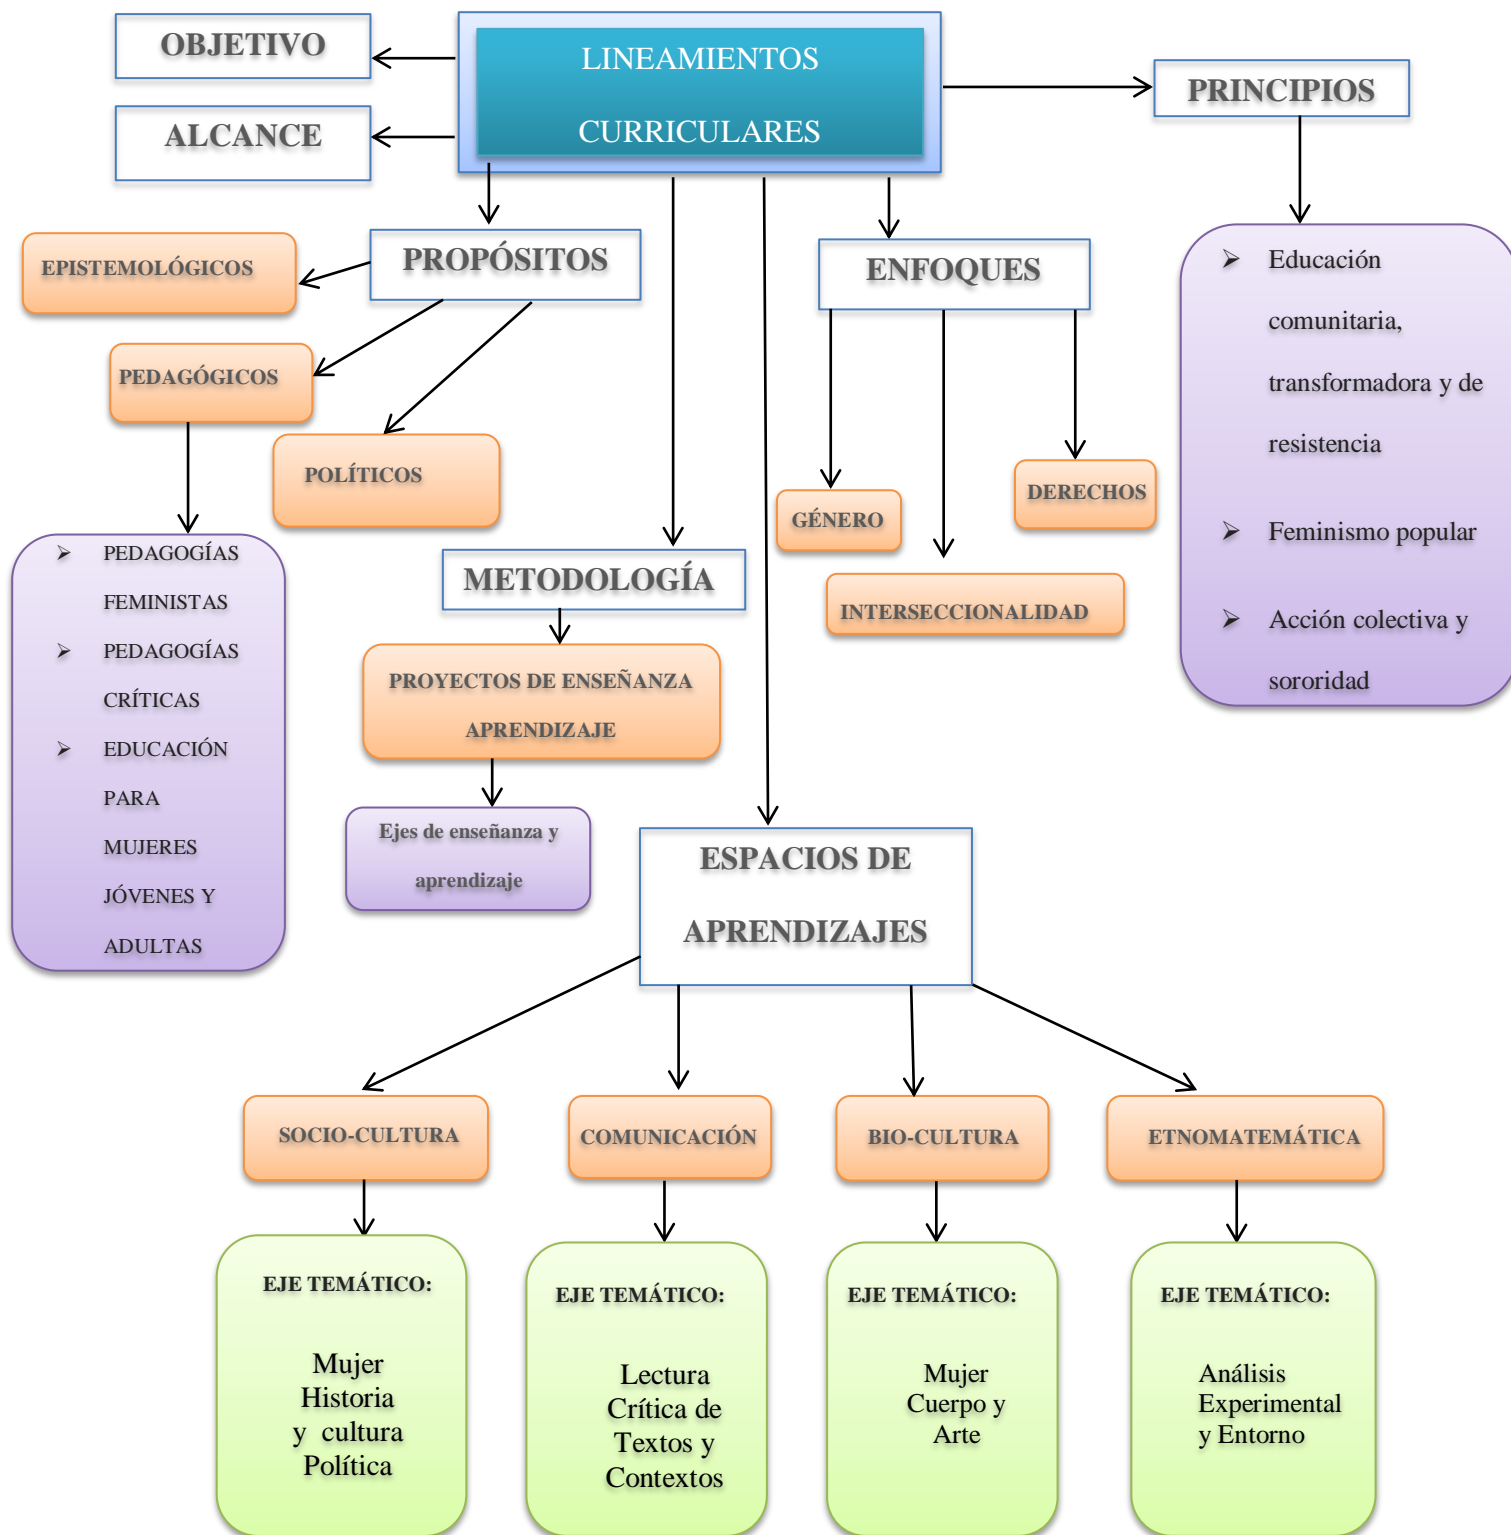 OBJETIVO
LINEAMIENTOS
CURRICULARES
PRINCIPIOS
ALCANCE
PROPÓSITOS
ENFOQUES
EPISTEMOLÓGICOS
PEDAGÓGICOS
POLÍTICOS
GÉNERO
DERECHOS
INTERSECCIONALIDAD
➢ Educación
comunitaria,
transformadora y de
resistencia
➢ Feminismo popular
➢ Acción colectiva y
sororidad
➢ PEDAGOGÍAS
FEMINISTAS
➢ PEDAGOGÍAS
CRÍTICAS
➢ EDUCACIÓN
PARA
MUJERES
JÓVENES Y
ADULTAS
METODOLOGÍA
PROYECTOS DE ENSEÑANZA
APRENDIZAJE
Ejes de enseñanza y
aprendizaje
ESPACIOS DE
APRENDIZAJES
SOCIO-CULTURA
COMUNICACIÓN
BIO-CULTURA
ETNOMATEMÁTICA
EJE TEMÁTICO:
Mujer
Historia
y cultura
Política
EJE TEMÁTICO:
Lectura
Crítica de
Textos y
Contextos
EJE TEMÁTICO:
Mujer
Cuerpo y
Arte
EJE TEMÁTICO:
Análisis
Experimental
y Entorno